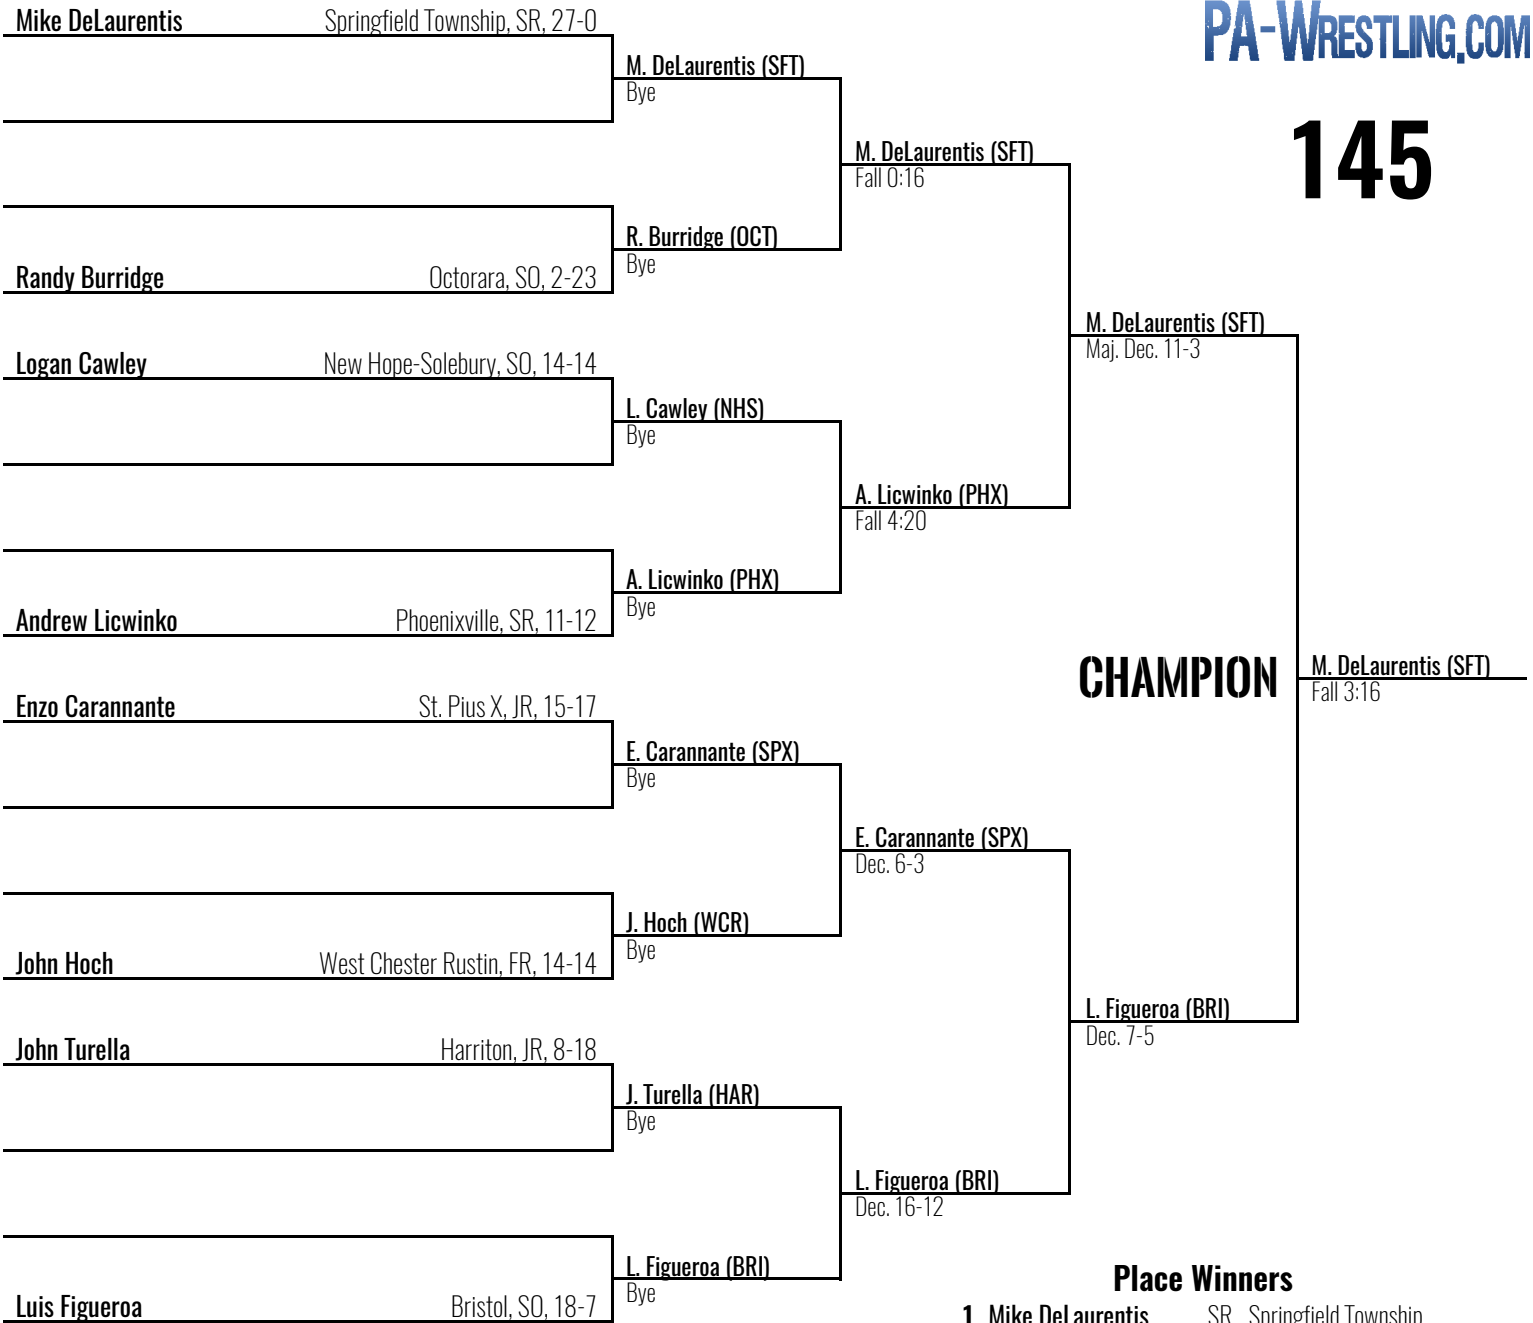 Mike DeLaurentis Springfield Township, SR, 27-0
PA-WRESTLING.COM
M. DeLaurentis (SFT)
Bye
145
M. DeLaurentis (SFT)
Fall 0:16
R. Burridge (OCT)
Bye
Randy Burridge Octorara, SO, 2-23
M. DeLaurentis (SFT)
Maj. Dec. 11-3
Logan Cawley New Hope-Solebury, SO, 14-14
L. Cawley (NHS)
Bye
A. Licwinko (PHX)
Fall 4:20
A. Licwinko (PHX)
Bye
Andrew Licwinko Phoenixville, SR, 11-12
CHAMPION M. DeLaurentis (SFT)
Fall 3:16
Enzo Carannante St. Pius X, JR, 15-17
E. Carannante (SPX)
Bye
E. Carannante (SPX)
Dec. 6-3
J. Hoch (WCR)
Bye
John Hoch West Chester Rustin, FR, 14-14
L. Figueroa (BRI)
Dec. 7-5
John Turella Harriton, JR, 8-18
J. Turella (HAR)
Bye
L. Figueroa (BRI)
Dec. 16-12
L. Figueroa (BRI)
Bye
Luis Figueroa Bristol, SO, 18-7
Place Winners
1 Mike DeLaurentis SR Springfield Township